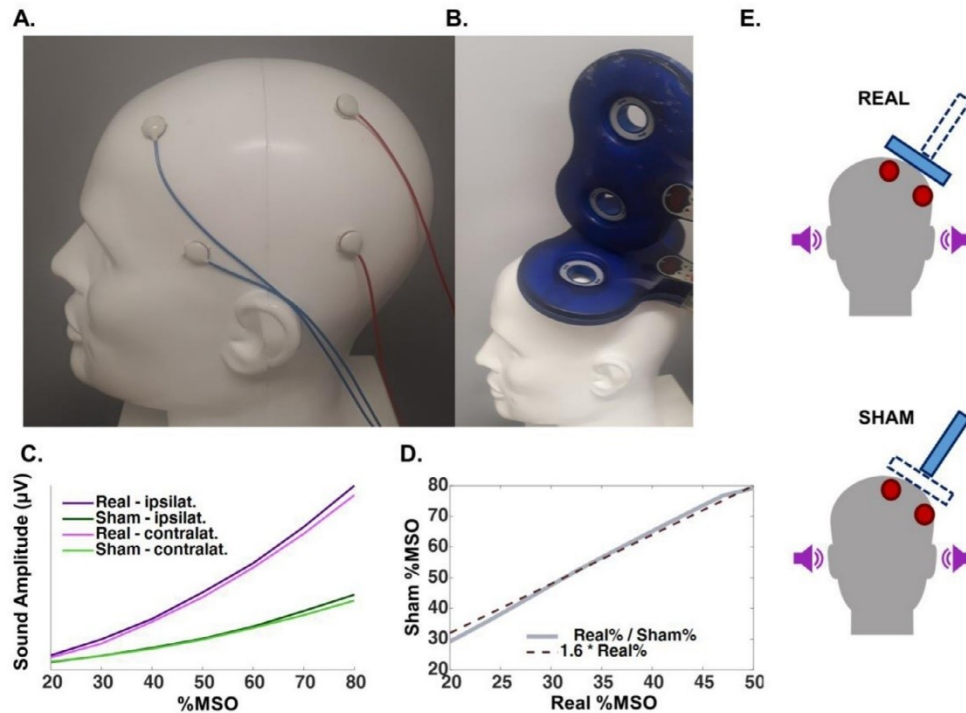 A.
B.
E.
REAL
SHAM
C.
Sound Amplitude (µV)
Real - ipsilat.
Sham - ipsilat.
Real - contralat.
Sham - contralat.
20 30 40 50 60 70 80
%MSO
D.
Sham %MSO
80
70
60
50
40
30
20
Real% / Sham%
1.6 * Real%
20 25 30 35 40 45 50
Real %MSO